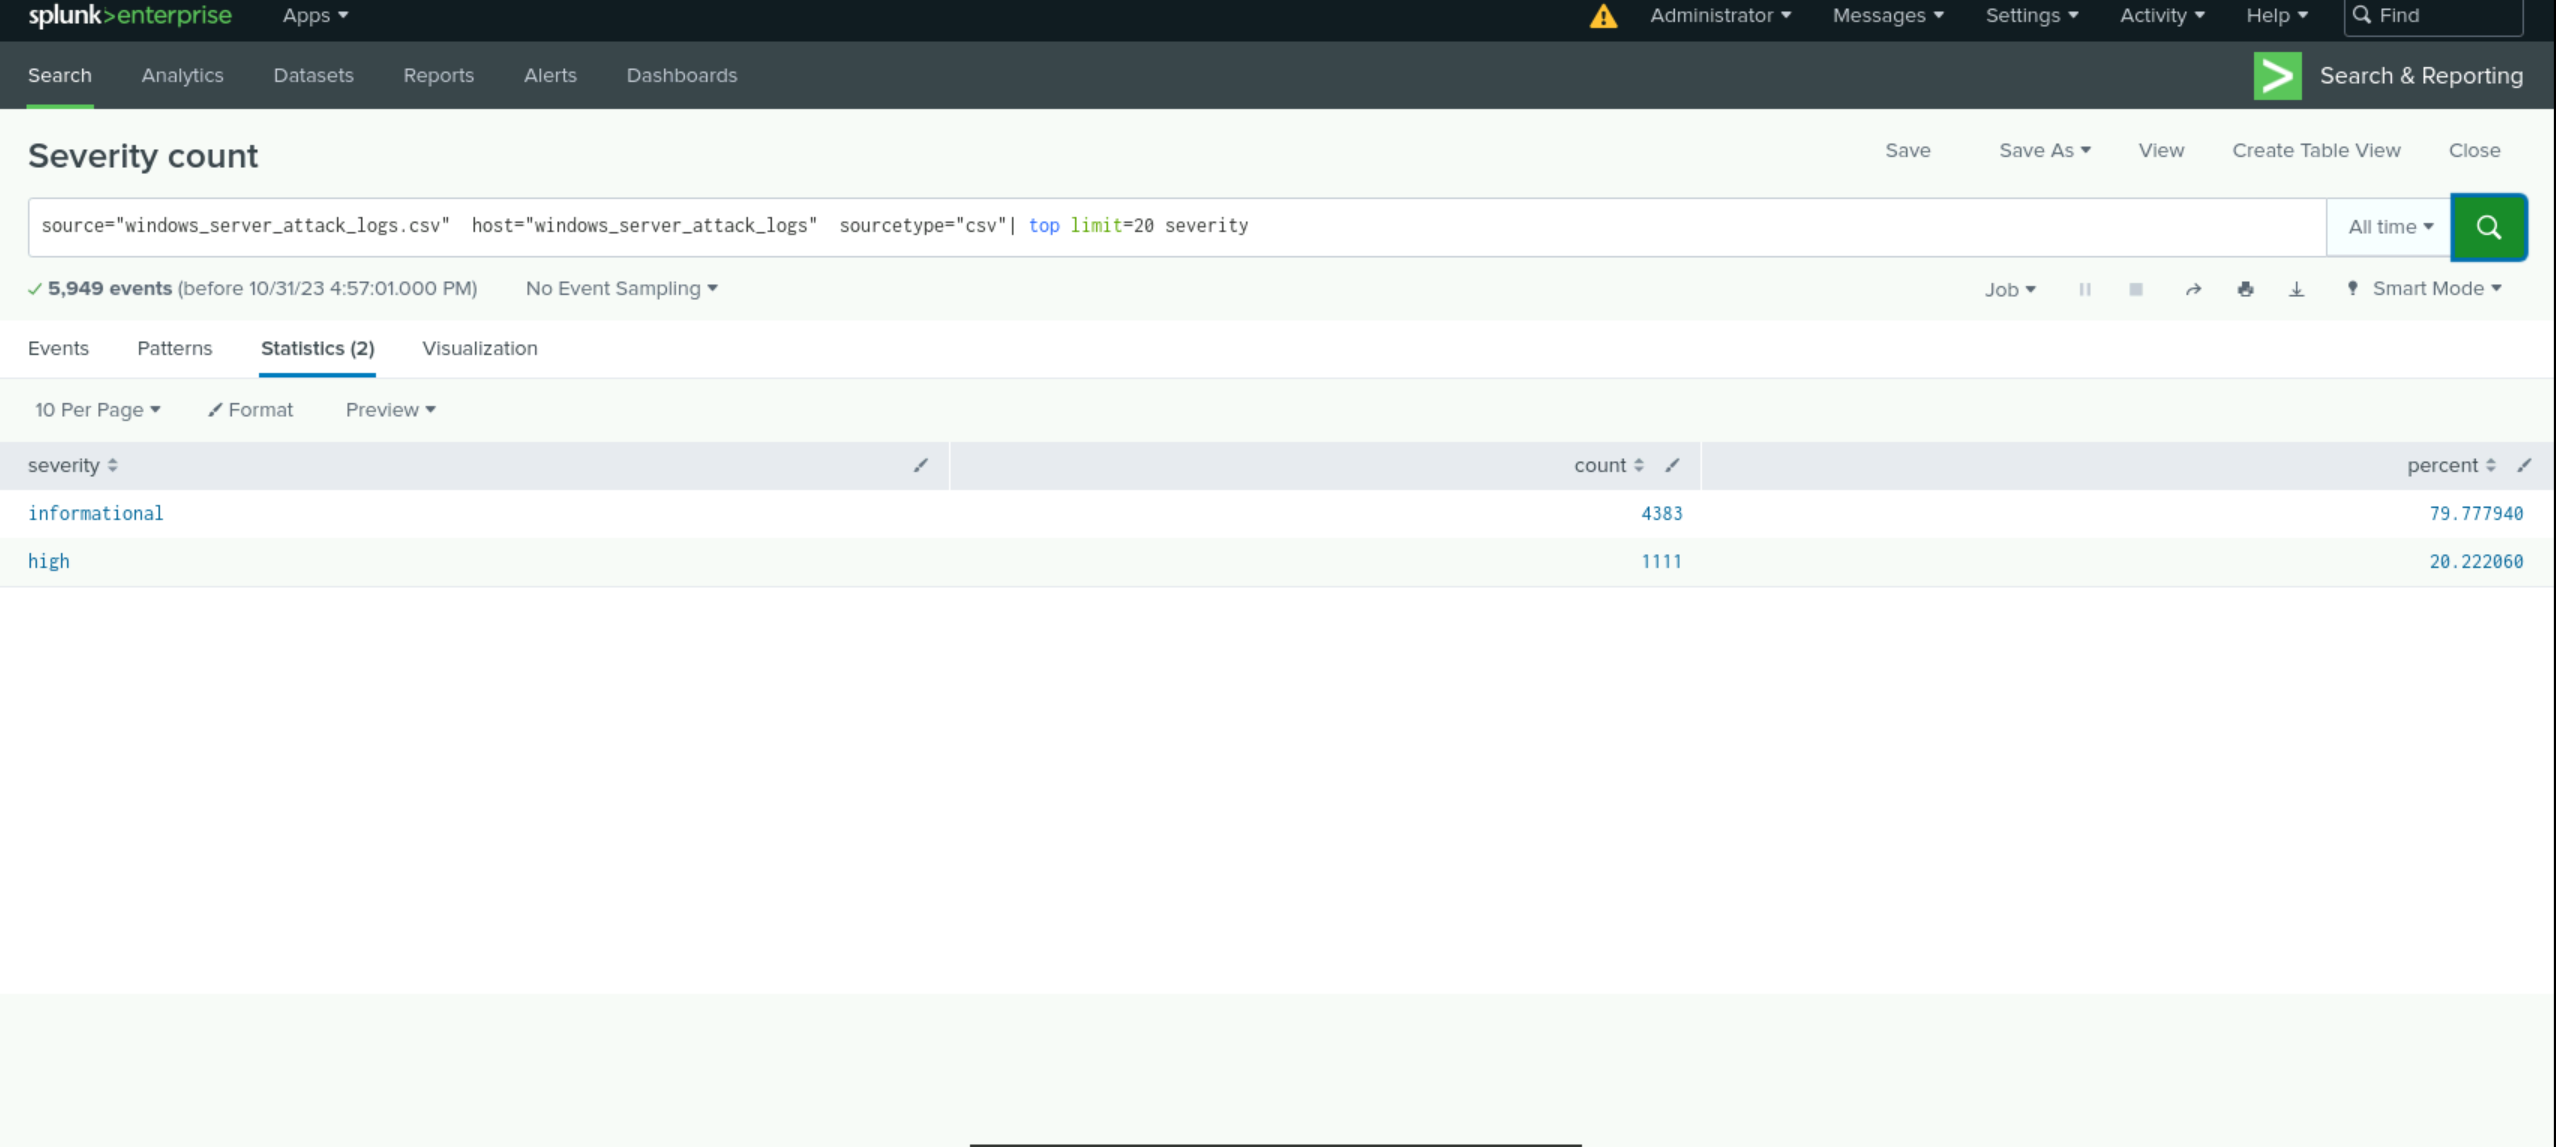 splunk>enterprise Apps Administrator Messages Settings Activity Help Find
Search Analytics Datasets Reports Alerts Dashboards Search & Reporting
Severity count Save Save As View Create Table View Close
source="windows_server_attack_logs.csv" host="windows_server_attack_logs" sourcetype="csv"| top limit=20 severity All time
5,949 events (before 10/31/23 4:57:01.000 PM) No Event Sampling Job Smart Mode
Events Patterns Statistics (2) Visualization
10 Per Page Format Preview
severity count percent
informational 4383 79.777940
high 1111 20.222060